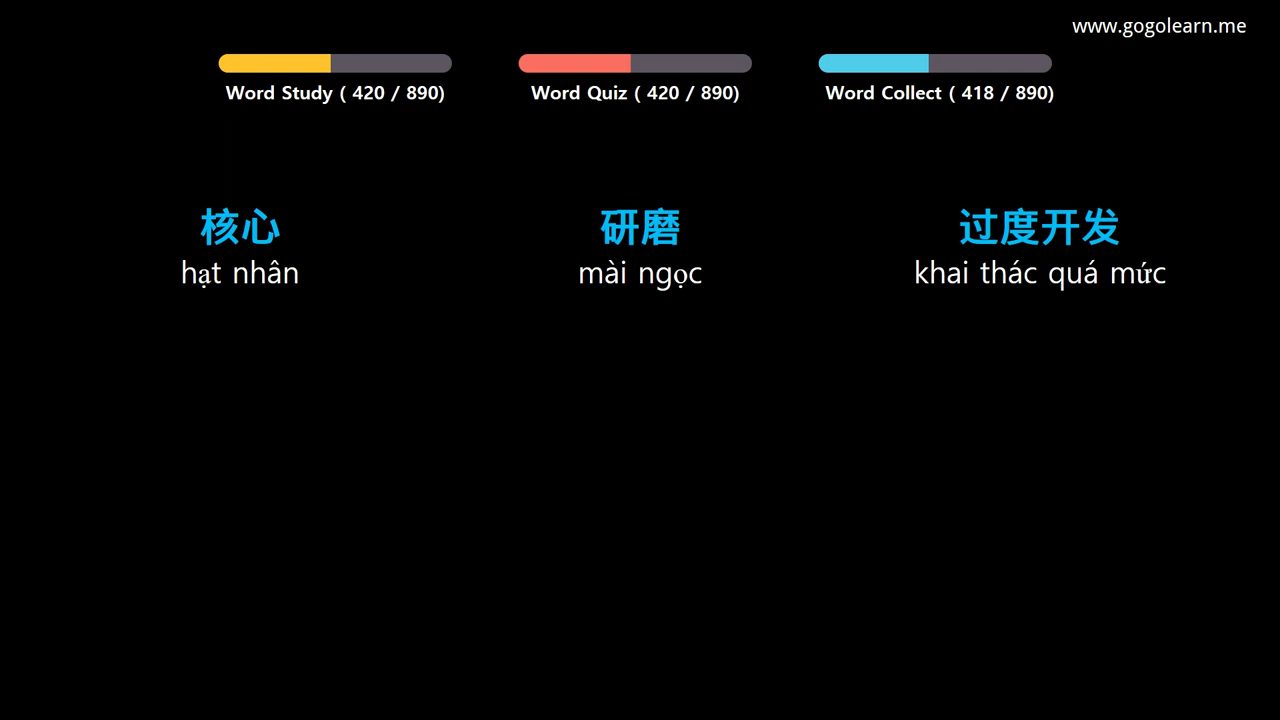 www.gogolearn.me
Word Study ( 420 / 890)
Word Quiz ( 420 / 890)
Word Collect ( 418 / 890)
核心
hạt nhân
研磨
mài ngọc
过度开发
khai thác quá mức